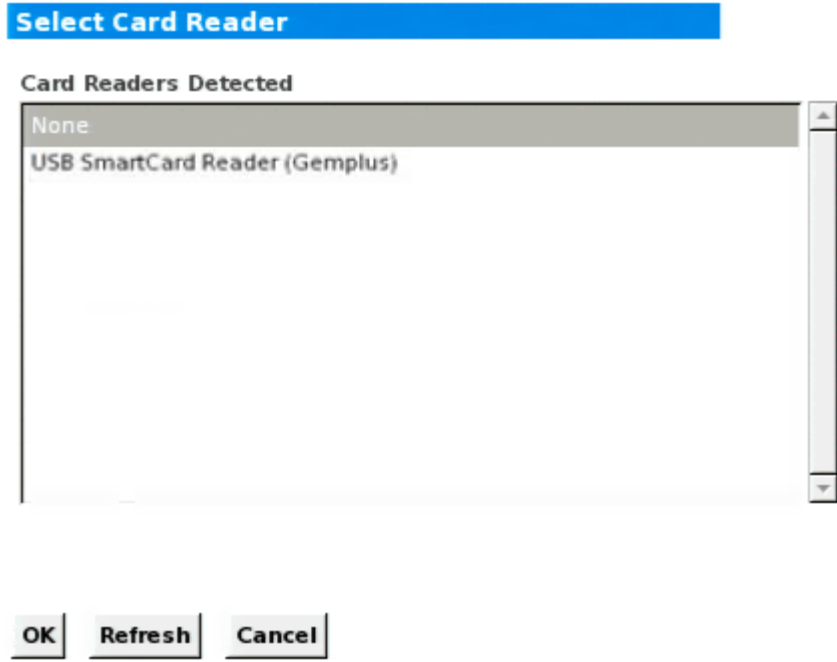 Select Card Reader
Card Readers Detected
None
USB SmartCard Reader (Gemplus)
OK Refresh Cancel